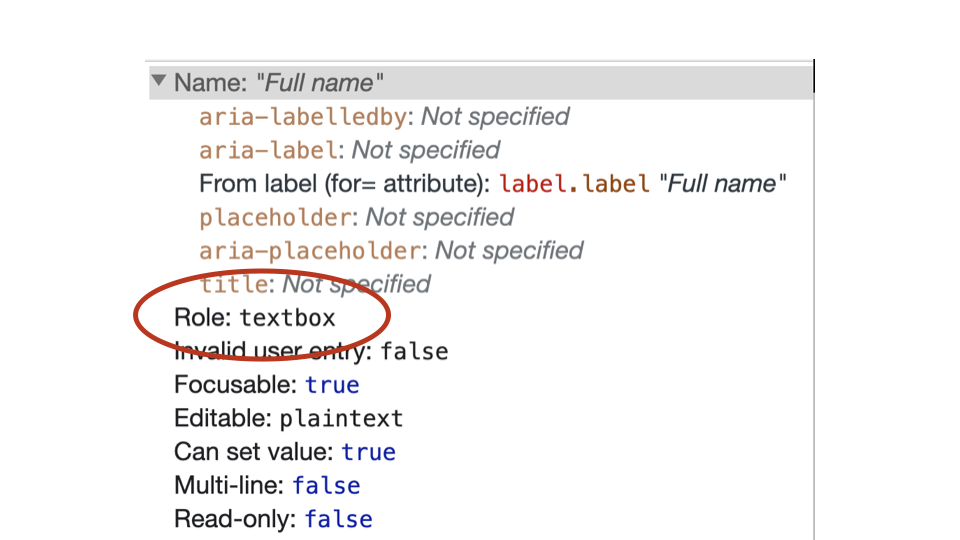 Name: "Full name"
aria-labelledby: Not specified
aria-label: Not specified
From label (for= attribute): label.label "Full name"
placeholder: Not specified
aria-placeholder: Not specified
title: Not specified
Role: textbox
Invalid user entry: false
Focusable: true
Editable: plaintext
Can set value: true
Multi-line: false
Read-only: false